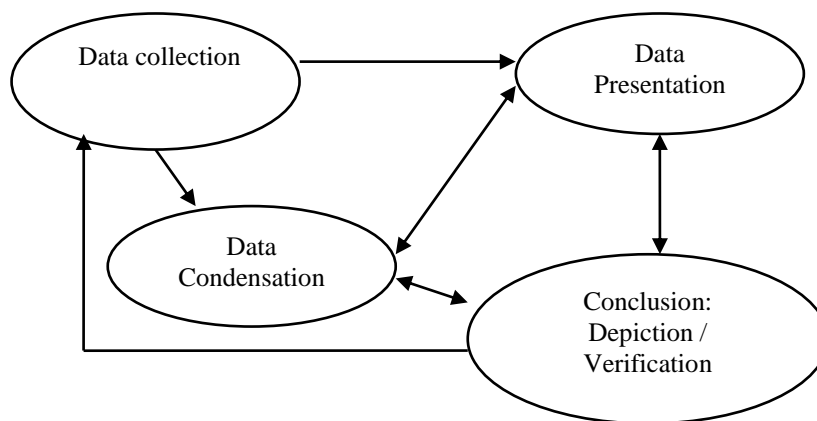 Data collection
Data
Presentation
Data
Condensation
Conclusion:
Depiction /
Verification